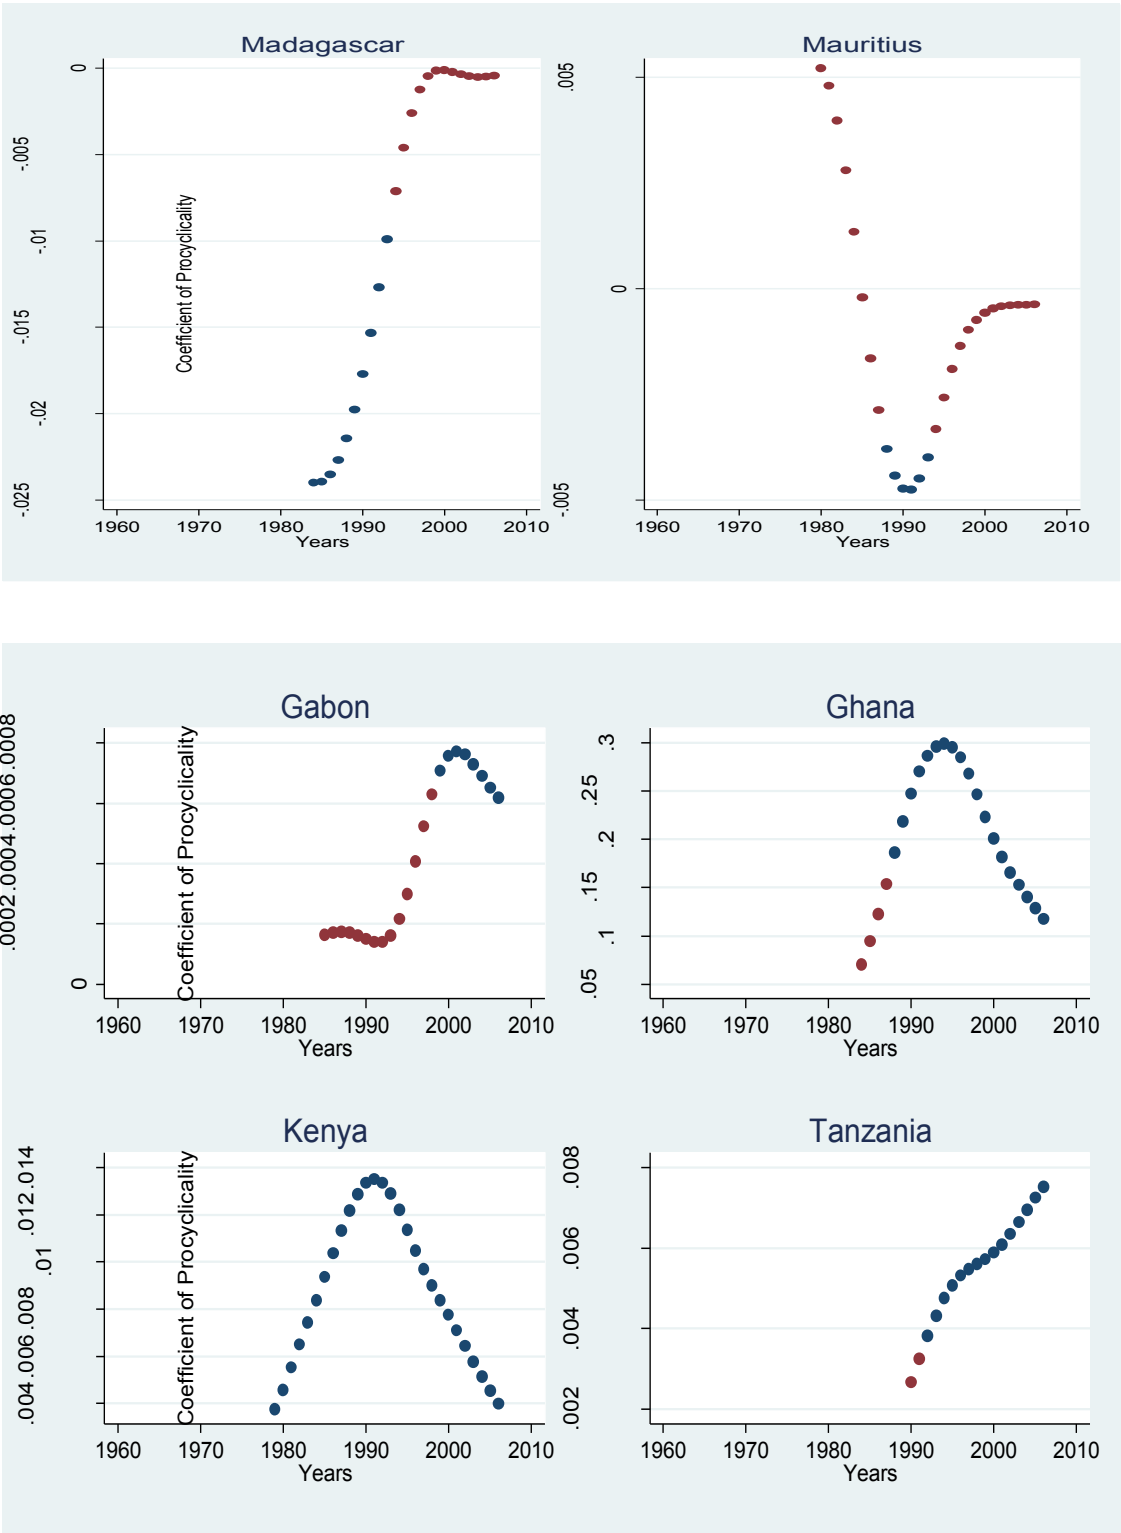 Madagascar
Coefficient of Procyclicality
0
-.005
-.01
-.015
-.02
-.025
1960 1970 1980 1990 2000 2010
Years
Mauritius
.005
0
-.005
1960 1970 1980 1990 2000 2010
Years
Gabon
Coefficient of Procyclicality
0 .0002.0004.0006.0008
1960 1970 1980 1990 2000 2010
Years
Ghana
.3
.25
.2
.15
.1
.05
1960 1970 1980 1990 2000 2010
Years
Kenya
Coefficient of Procyclicality
.004.006.008 .01 .012.014
1960 1970 1980 1990 2000 2010
Years
Tanzania
.008
.006
.004
.002
1960 1970 1980 1990 2000 2010
Years